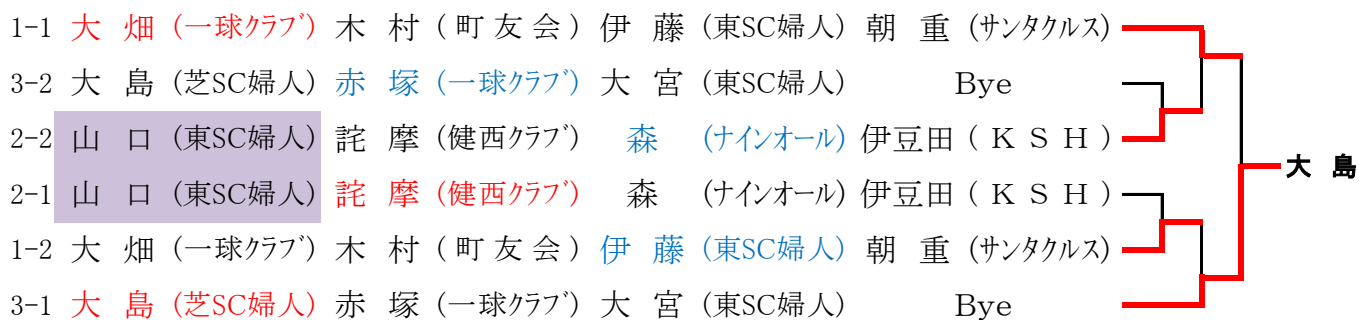 1-1 大 畑 (一球クラブ) 木 村 (町友会) 伊 藤 (東SC婦人) 朝 重 (サンタクルス)
3-2 大 島 (芝SC婦人) 赤 塚 (一球クラブ) 大 宮 (東SC婦人) Bye
2-2 山 口 (東SC婦人) 詫 摩 (健西クラブ) 森 (ナインオール) 伊豆田 (KSH)
大 島
2-1 山 口 (東SC婦人) 詫 摩 (健西クラブ) 森 (ナインオール) 伊豆田 (KSH)
1-2 大 畑 (一球クラブ) 木 村 (町友会) 伊 藤 (東SC婦人) 朝 重 (サンタクルス)
3-1 大 島 (芝SC婦人) 赤 塚 (一球クラブ) 大 宮 (東SC婦人) Bye